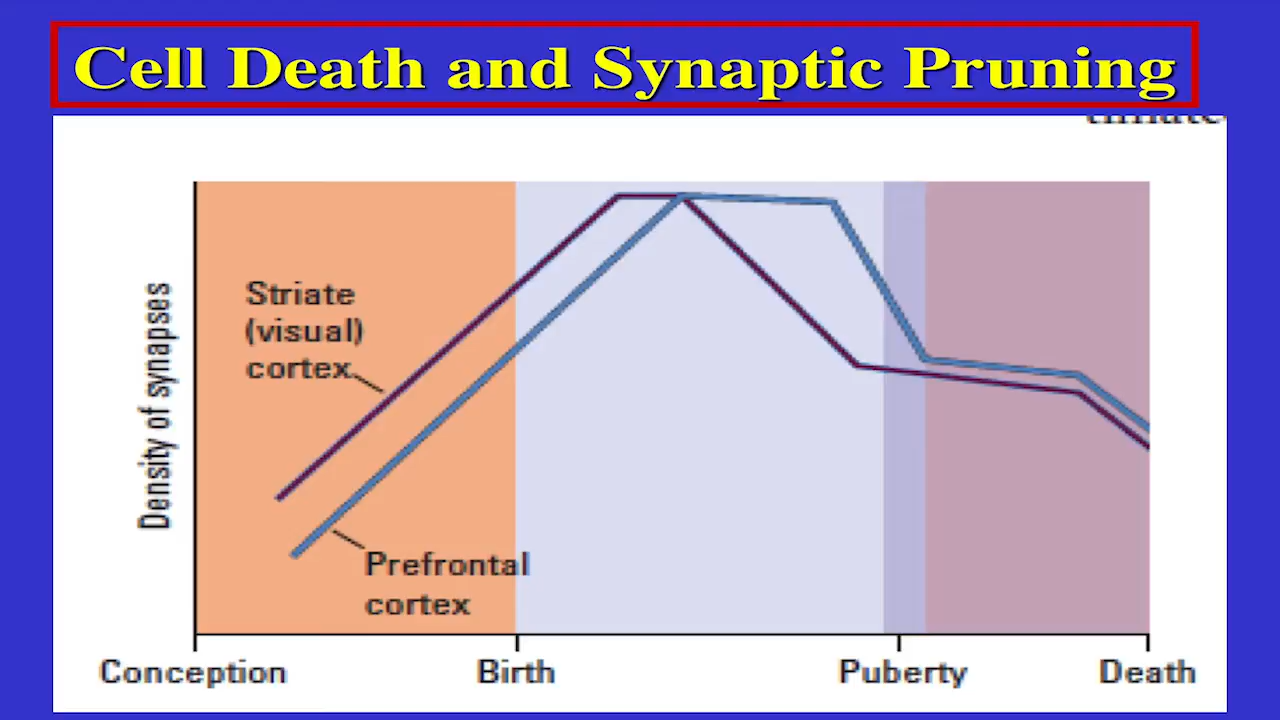 Cell Death and Synaptic Pruning
Density of synapses
Striate
(visual)
cortex
Prefrontal
cortex
Conception
Birth
Puberty
Death